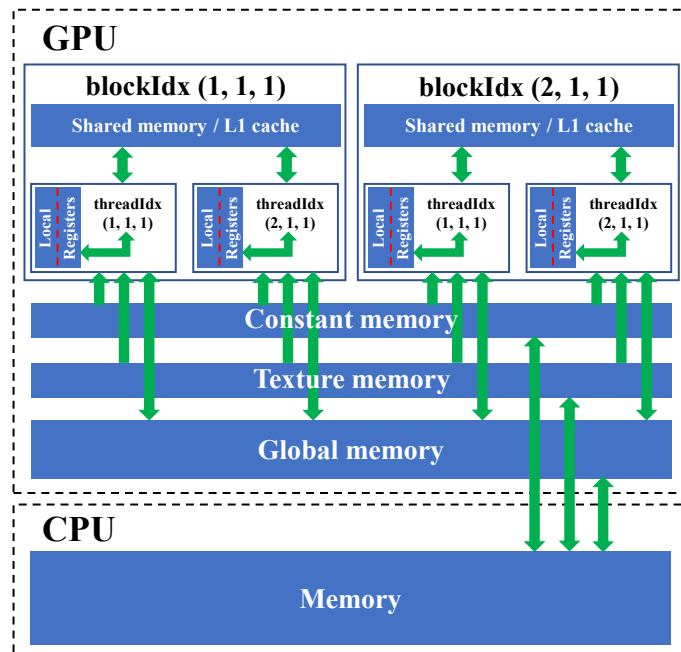 GPU
blockIdx (1, 1, 1)
Shared memory / L1 cache
Local
Registers
threadIdx
(1, 1, 1)
Local
Registers
threadIdx
(2, 1, 1)
blockIdx (2, 1, 1)
Shared memory / L1 cache
Local
Registers
threadIdx
(1, 1, 1)
Local
Registers
threadIdx
(2, 1, 1)
Constant memory
Texture memory
Global memory
CPU
Memory